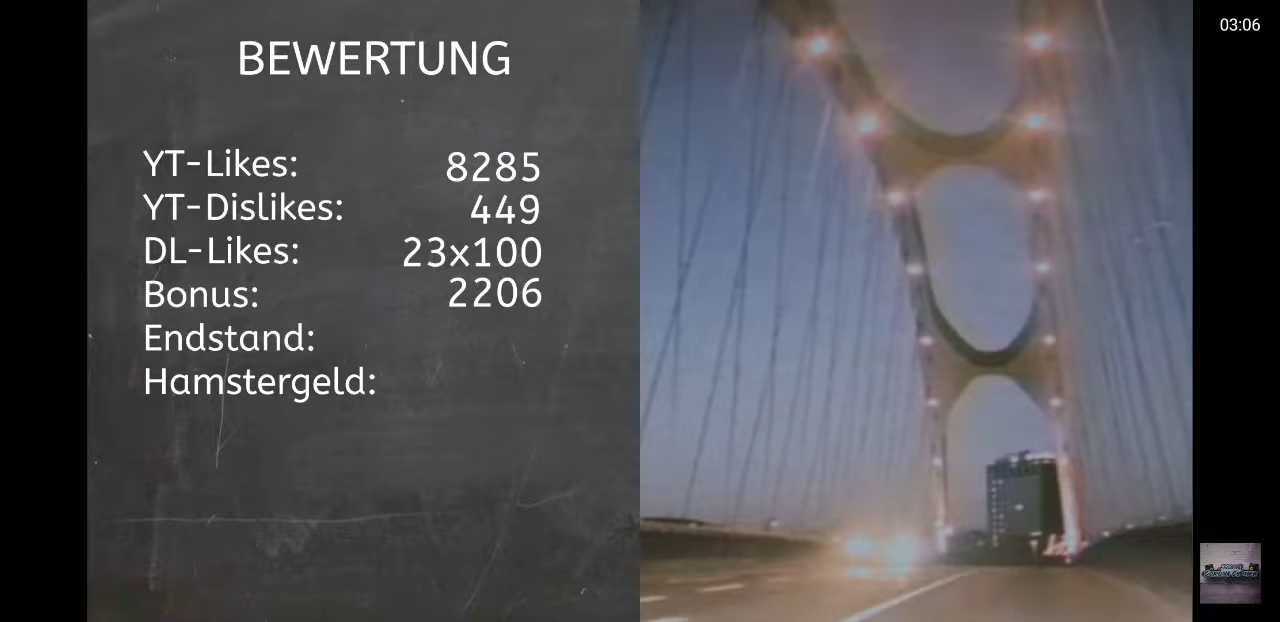 BEWERTUNG
YT-Likes: 8285
YT-Dislikes: 449
DL-Likes: 23x100
Bonus: 2206
Endstand:
Hamstergeld:
03:06